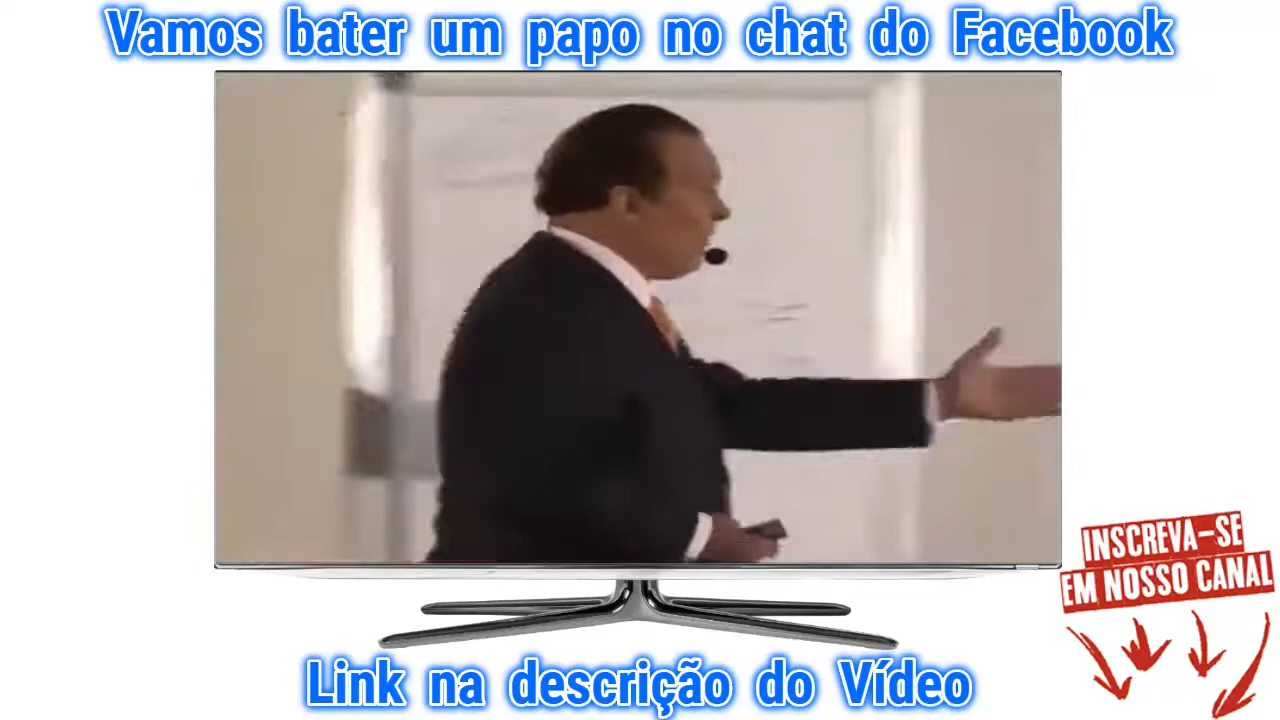 Vamos bater um papo no chat do Facebook
INSCREVA-SE
EM NOSSO CANAL
Link na descrição do Vídeo